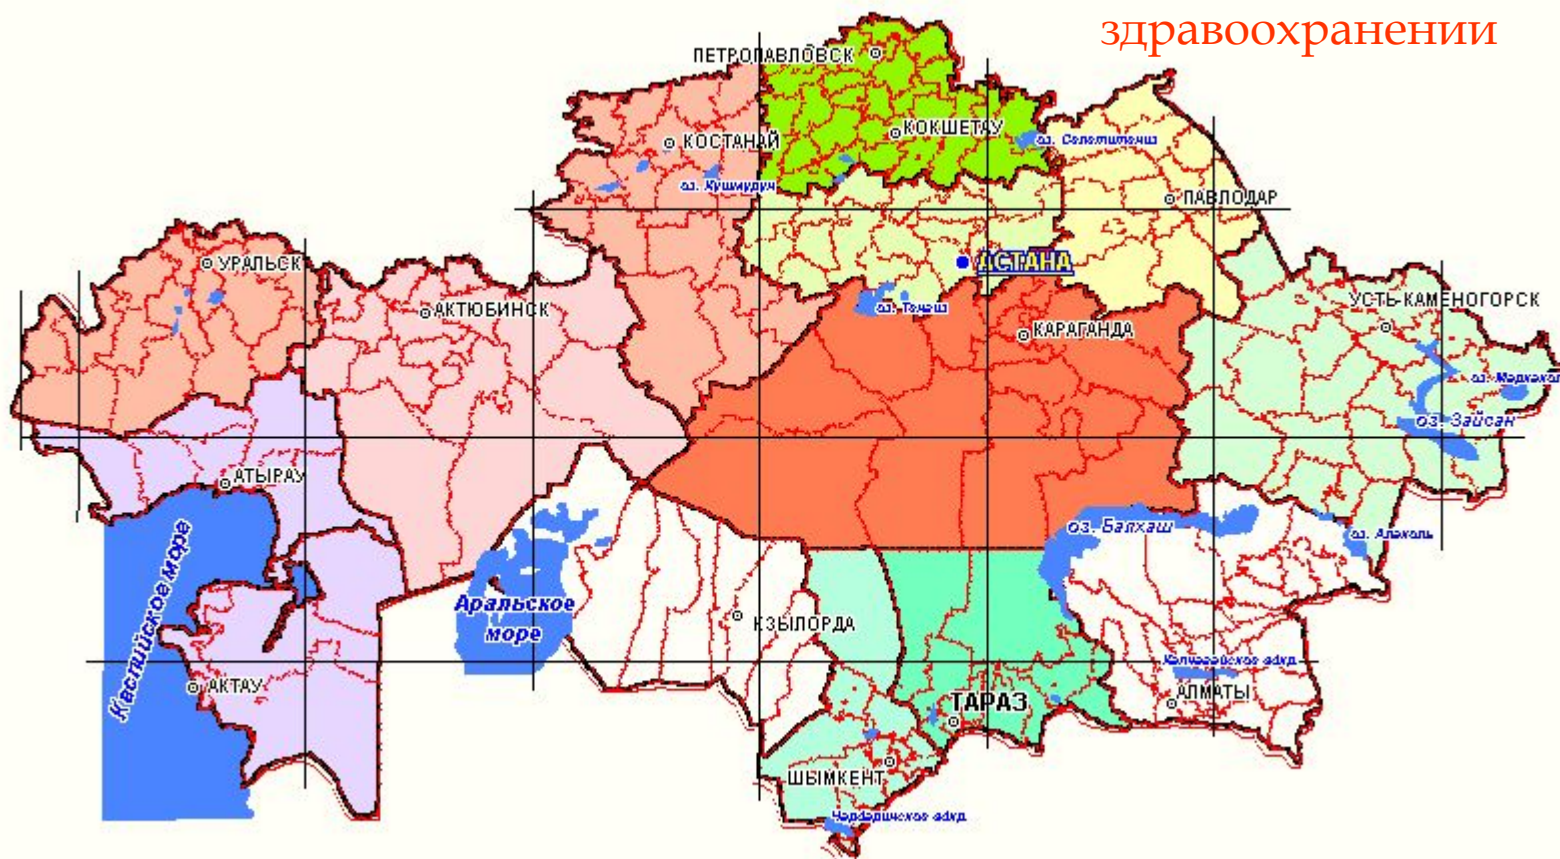 здравоохранении
ПЕТРОПАВЛОВСК
КОКШЕТАУ
КОСТАНАЙ
оз. Кушмурун
ПАВЛОДАР
УРАЛЬСК
АСТАНА
АКТЮБИНСК
оз. Тенгиз
УСТЬ-КАМЕНОГОРСК
КАРАГАНДА
оз. Зайсан
АТЫРАУ
оз. Балхаш
оз. Алаколь
Каспийское море
Аральское
море
КЗЫЛОРДА
АКТАУ
АЛМАТЫ
ТАРАЗ
ШЫМКЕНТ